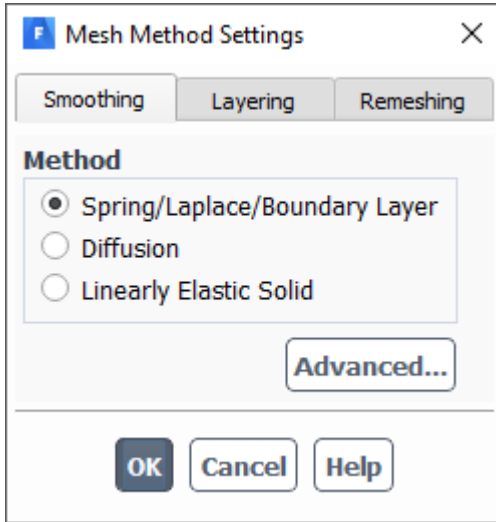 F Mesh Method Settings
Smoothing Layering Remeshing
Method
Spring/Laplace/Boundary Layer
Diffusion
Linearly Elastic Solid
Advanced...
OK Cancel Help